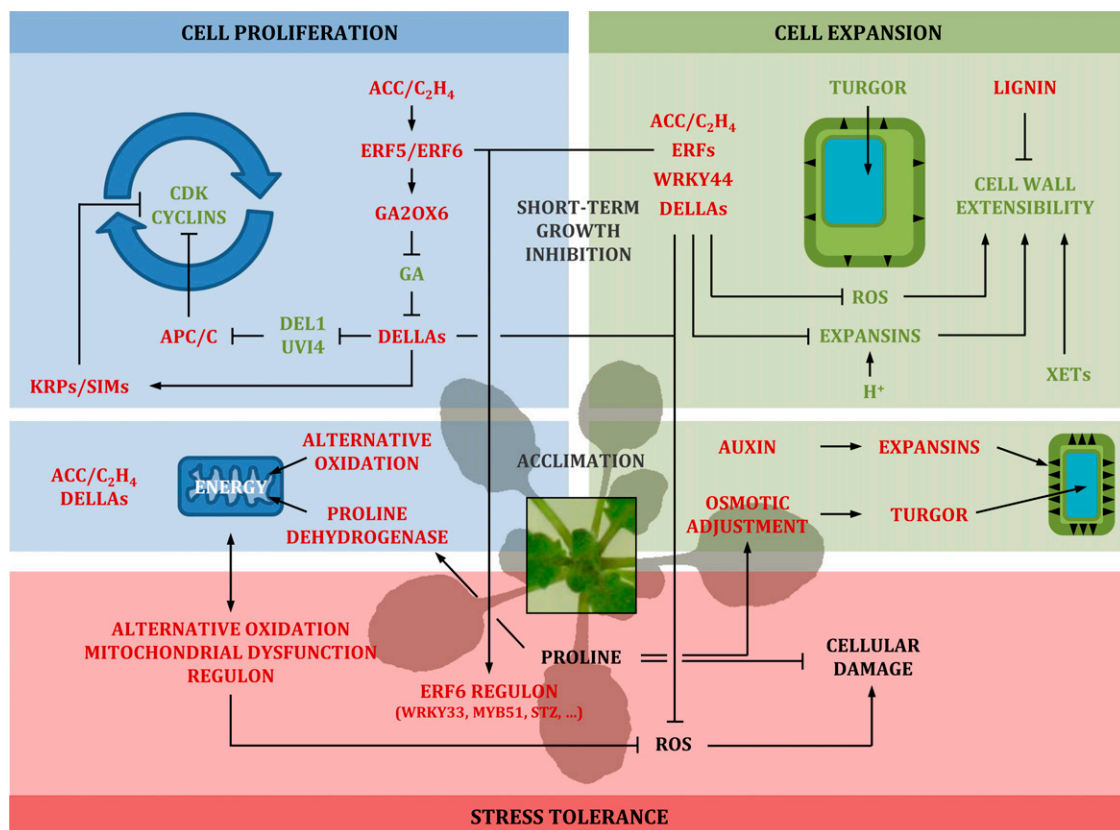 CELL PROLIFERATION
ACC/C₂H₄
ERF5/ERF6
GA2OX6
GA
DELLAs
DEL1
UVI4
APC/C
CDK
CYCLINS
KRPs/SIMs
SHORT-TERM
GROWTH
INHIBITION
CELL EXPANSION
ACC/C₂H₄
ERFs
WRKY44
DELLAs
TURGOR
LIGNIN
CELL WALL
EXTENSIBILITY
ROS
EXPANSINS
H⁺
XETs
ACC/C₂H₄
DELLAs
ENERGY
ALTERNATIVE
OXIDATION
PROLINE
DEHYDROGENASE
ACCLIMATION
AUXIN
EXPANSINS
OSMOTIC
ADJUSTMENT
TURGOR
ALTERNATIVE OXIDATION
MITOCHONDRIAL DYSFUNCTION
REGULON
PROLINE
ERF6 REGULON
(WRKY33, MYB51, STZ, ...)
CELLULAR
DAMAGE
ROS
STRESS TOLERANCE